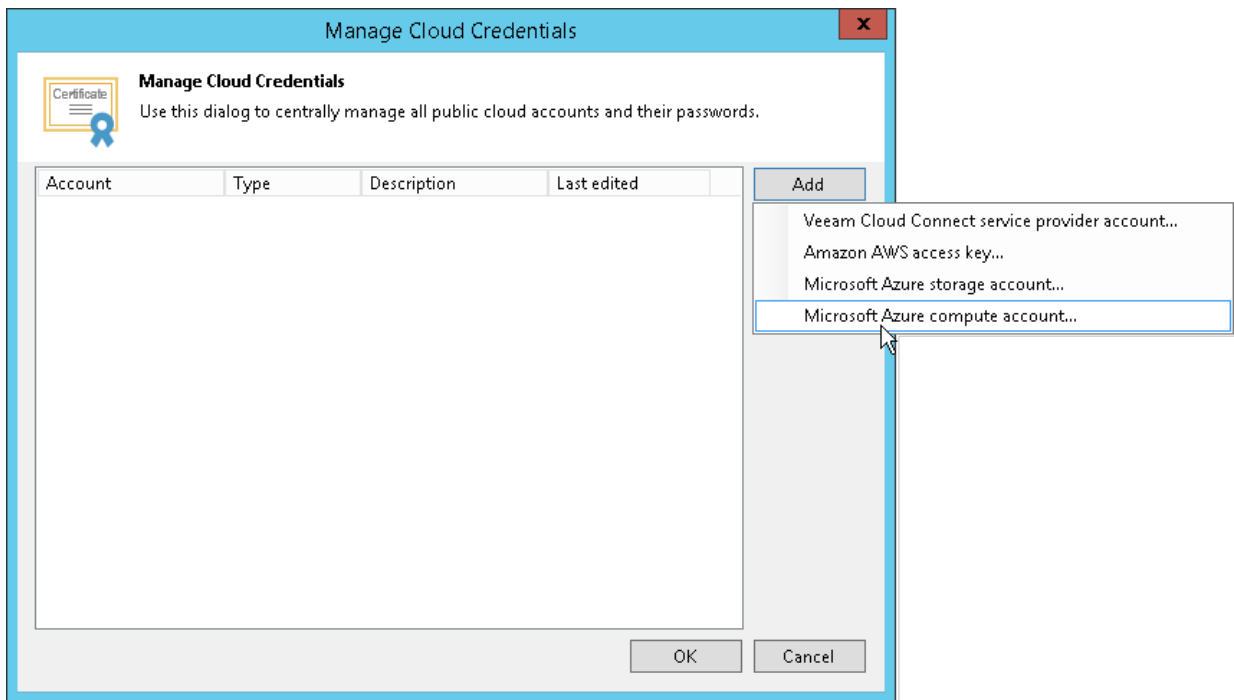 Manage Cloud Credentials
x
Certificate
Manage Cloud Credentials
Use this dialog to centrally manage all public cloud accounts and their passwords.
Account Type Description Last edited
Add
Veeam Cloud Connect service provider account...
Amazon AWS access key...
Microsoft Azure storage account...
Microsoft Azure compute account...
OK Cancel